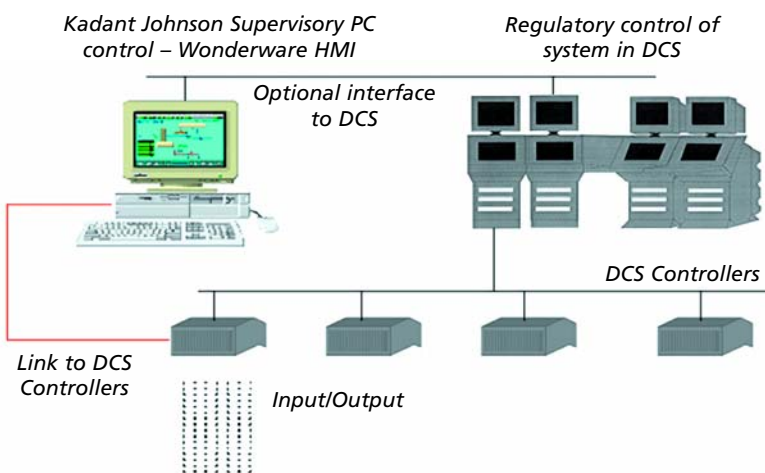 Kadant Johnson Supervisory PC
control – Wonderware HMI
Regulatory control of
system in DCS
Optional interface
to DCS
DCS Controllers
Link to DCS
Controllers
Input/Output